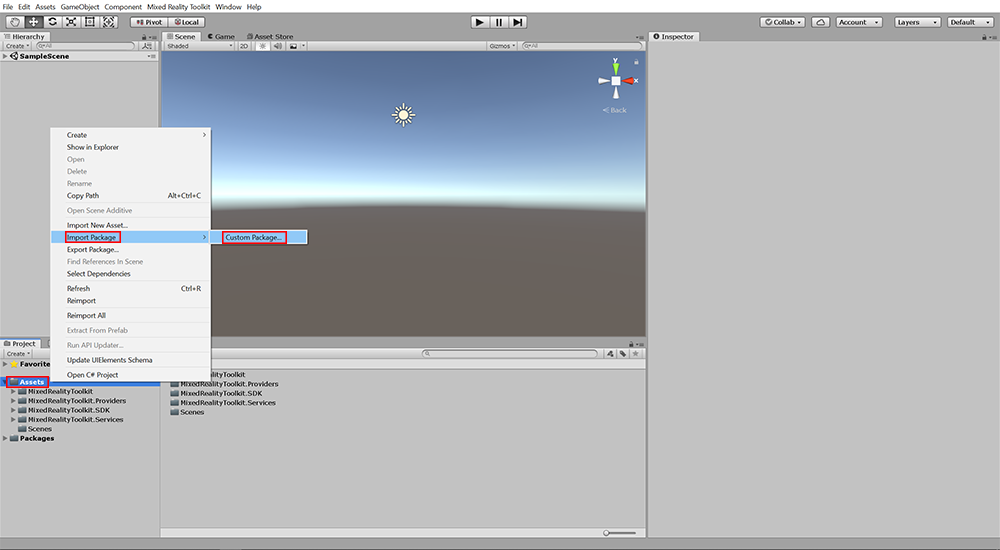 File Edit Assets GameObject Component Mixed Reality Toolkit Window Help
Pivot Local Collab Account Layers Default
Hierarchy Scene Game Asset Store Inspector
Create All Shaded 2D Gizmos All
SampleScene
y
x
Back
Create
Show in Explorer
Open
Delete
Rename
Copy Path Alt+Ctrl+C
Open Scene Additive
Import New Asset...
Import Package Custom Package...
Export Package...
Find References In Scene
Select Dependencies
Refresh Ctrl+R
Reimport
Reimport All
Extract From Prefab
Run API Updater...
Update UIElements Schema
Open C# Project
Project
Create
Favorite
Assets
MixedRealityToolkit
MixedRealityToolkit.Providers
MixedRealityToolkit.SDK
MixedRealityToolkit.Services
Scenes
Packages
MixedRealityToolkit.Providers
MixedRealityToolkit.SDK
MixedRealityToolkit.Services
Scenes